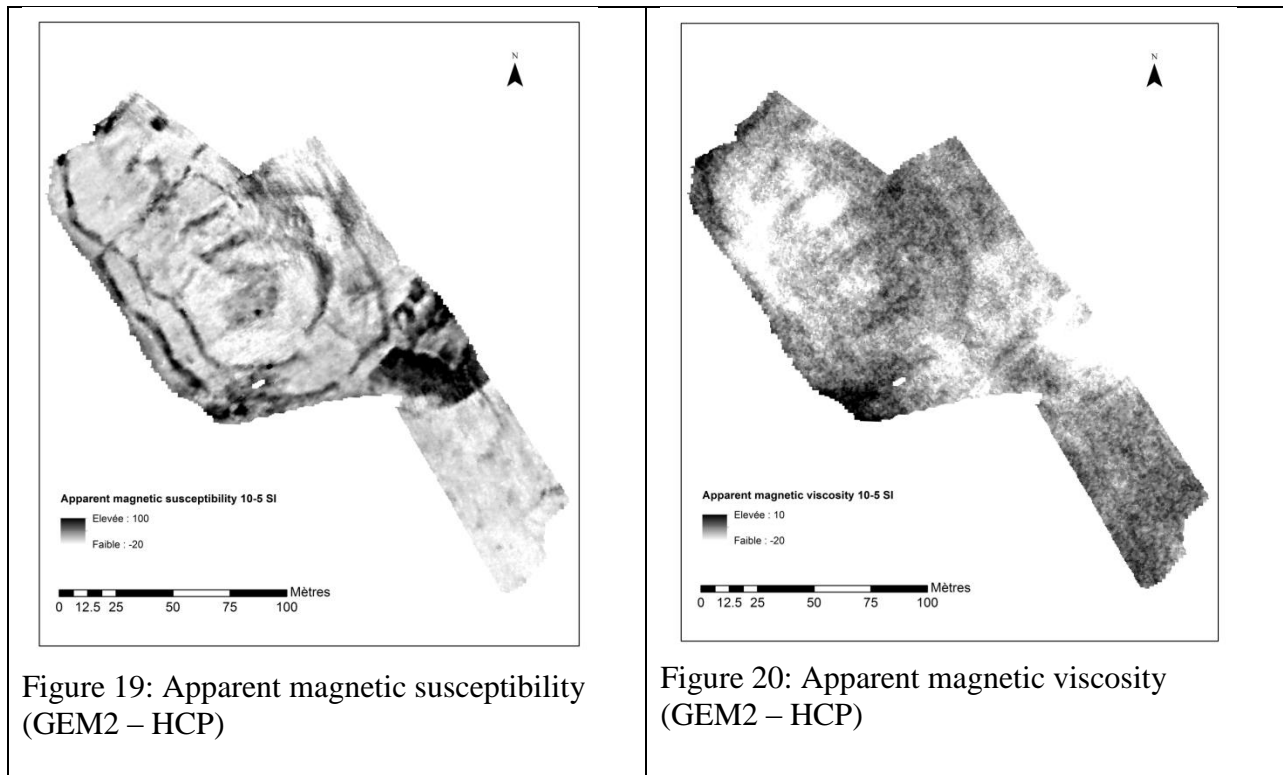 N
Apparent magnetic susceptibility 10-5 SI
Elevée : 100
Faible : -20
Mètres
0 12.5 25 50 75 100
Figure 19: Apparent magnetic susceptibility
(GEM2 – HCP)
N
Apparent magnetic viscosity 10-5 SI
Elevée : 10
Faible : -20
Mètres
0 12.5 25 50 75 100
Figure 20: Apparent magnetic viscosity
(GEM2 – HCP)